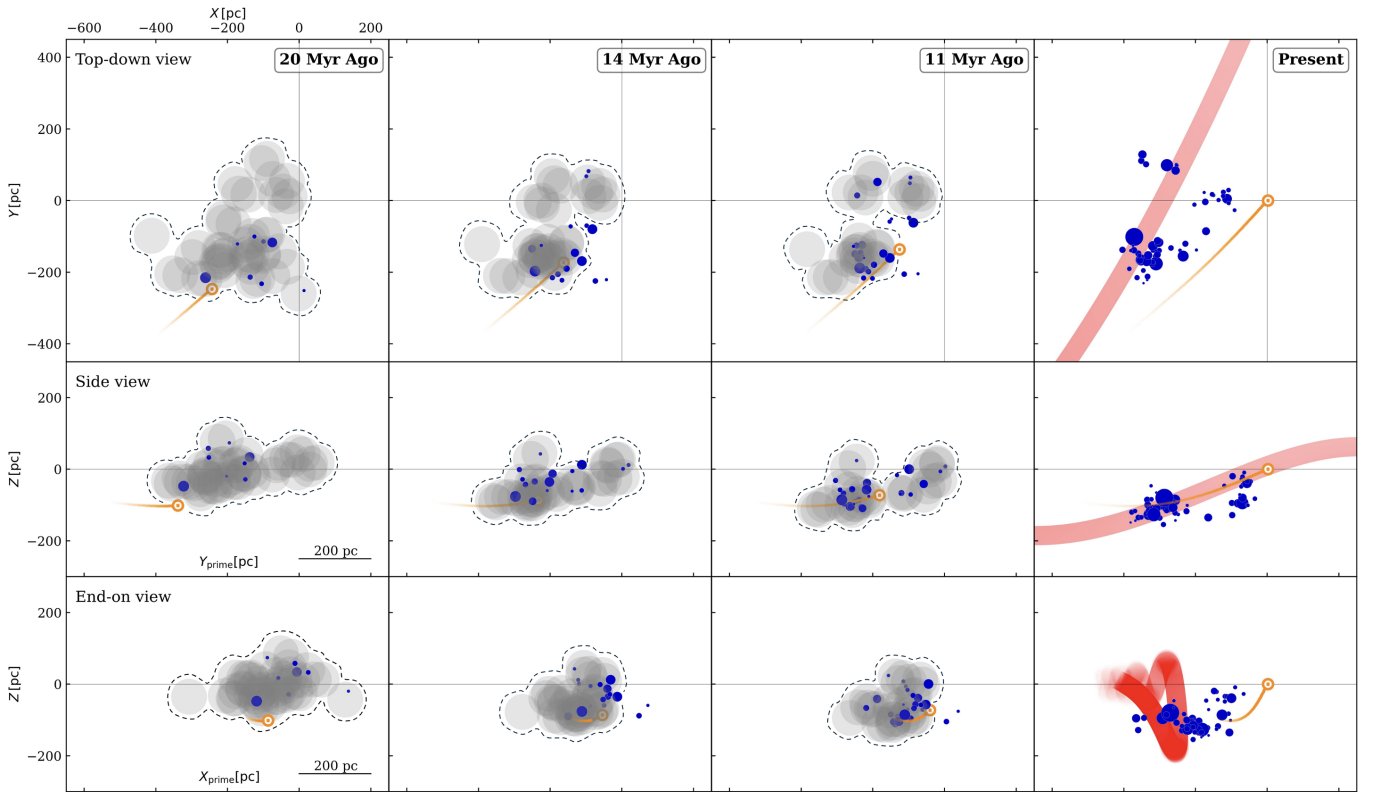 X [pc]
−600 −400 −200 0 200
Top-down view
20 Myr Ago
14 Myr Ago
11 Myr Ago
Present
400
200
0
−200
−400
Y [pc]
Side view
200
0
−200
Z [pc]
200 pc
Yprime[pc]
End-on view
200
0
−200
Z [pc]
200 pc
Xprime[pc]